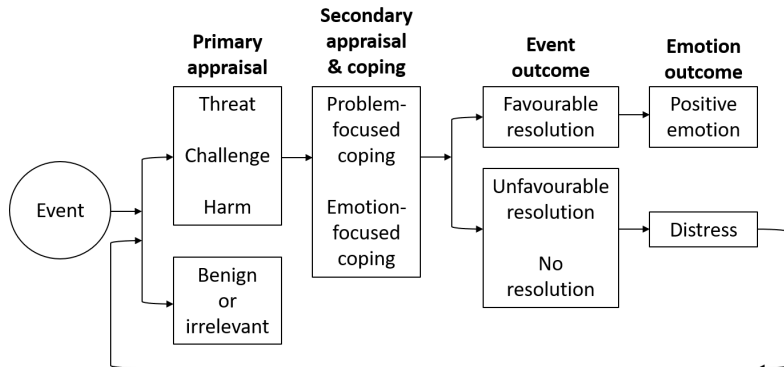 Primary
appraisal
Secondary
appraisal
& coping
Event
outcome
Emotion
outcome
Event
Threat
Challenge
Harm
Benign
or
irrelevant
Problem-
focused
coping
Emotion-
focused
coping
Favourable
resolution
Unfavourable
resolution
No
resolution
Positive
emotion
Distress